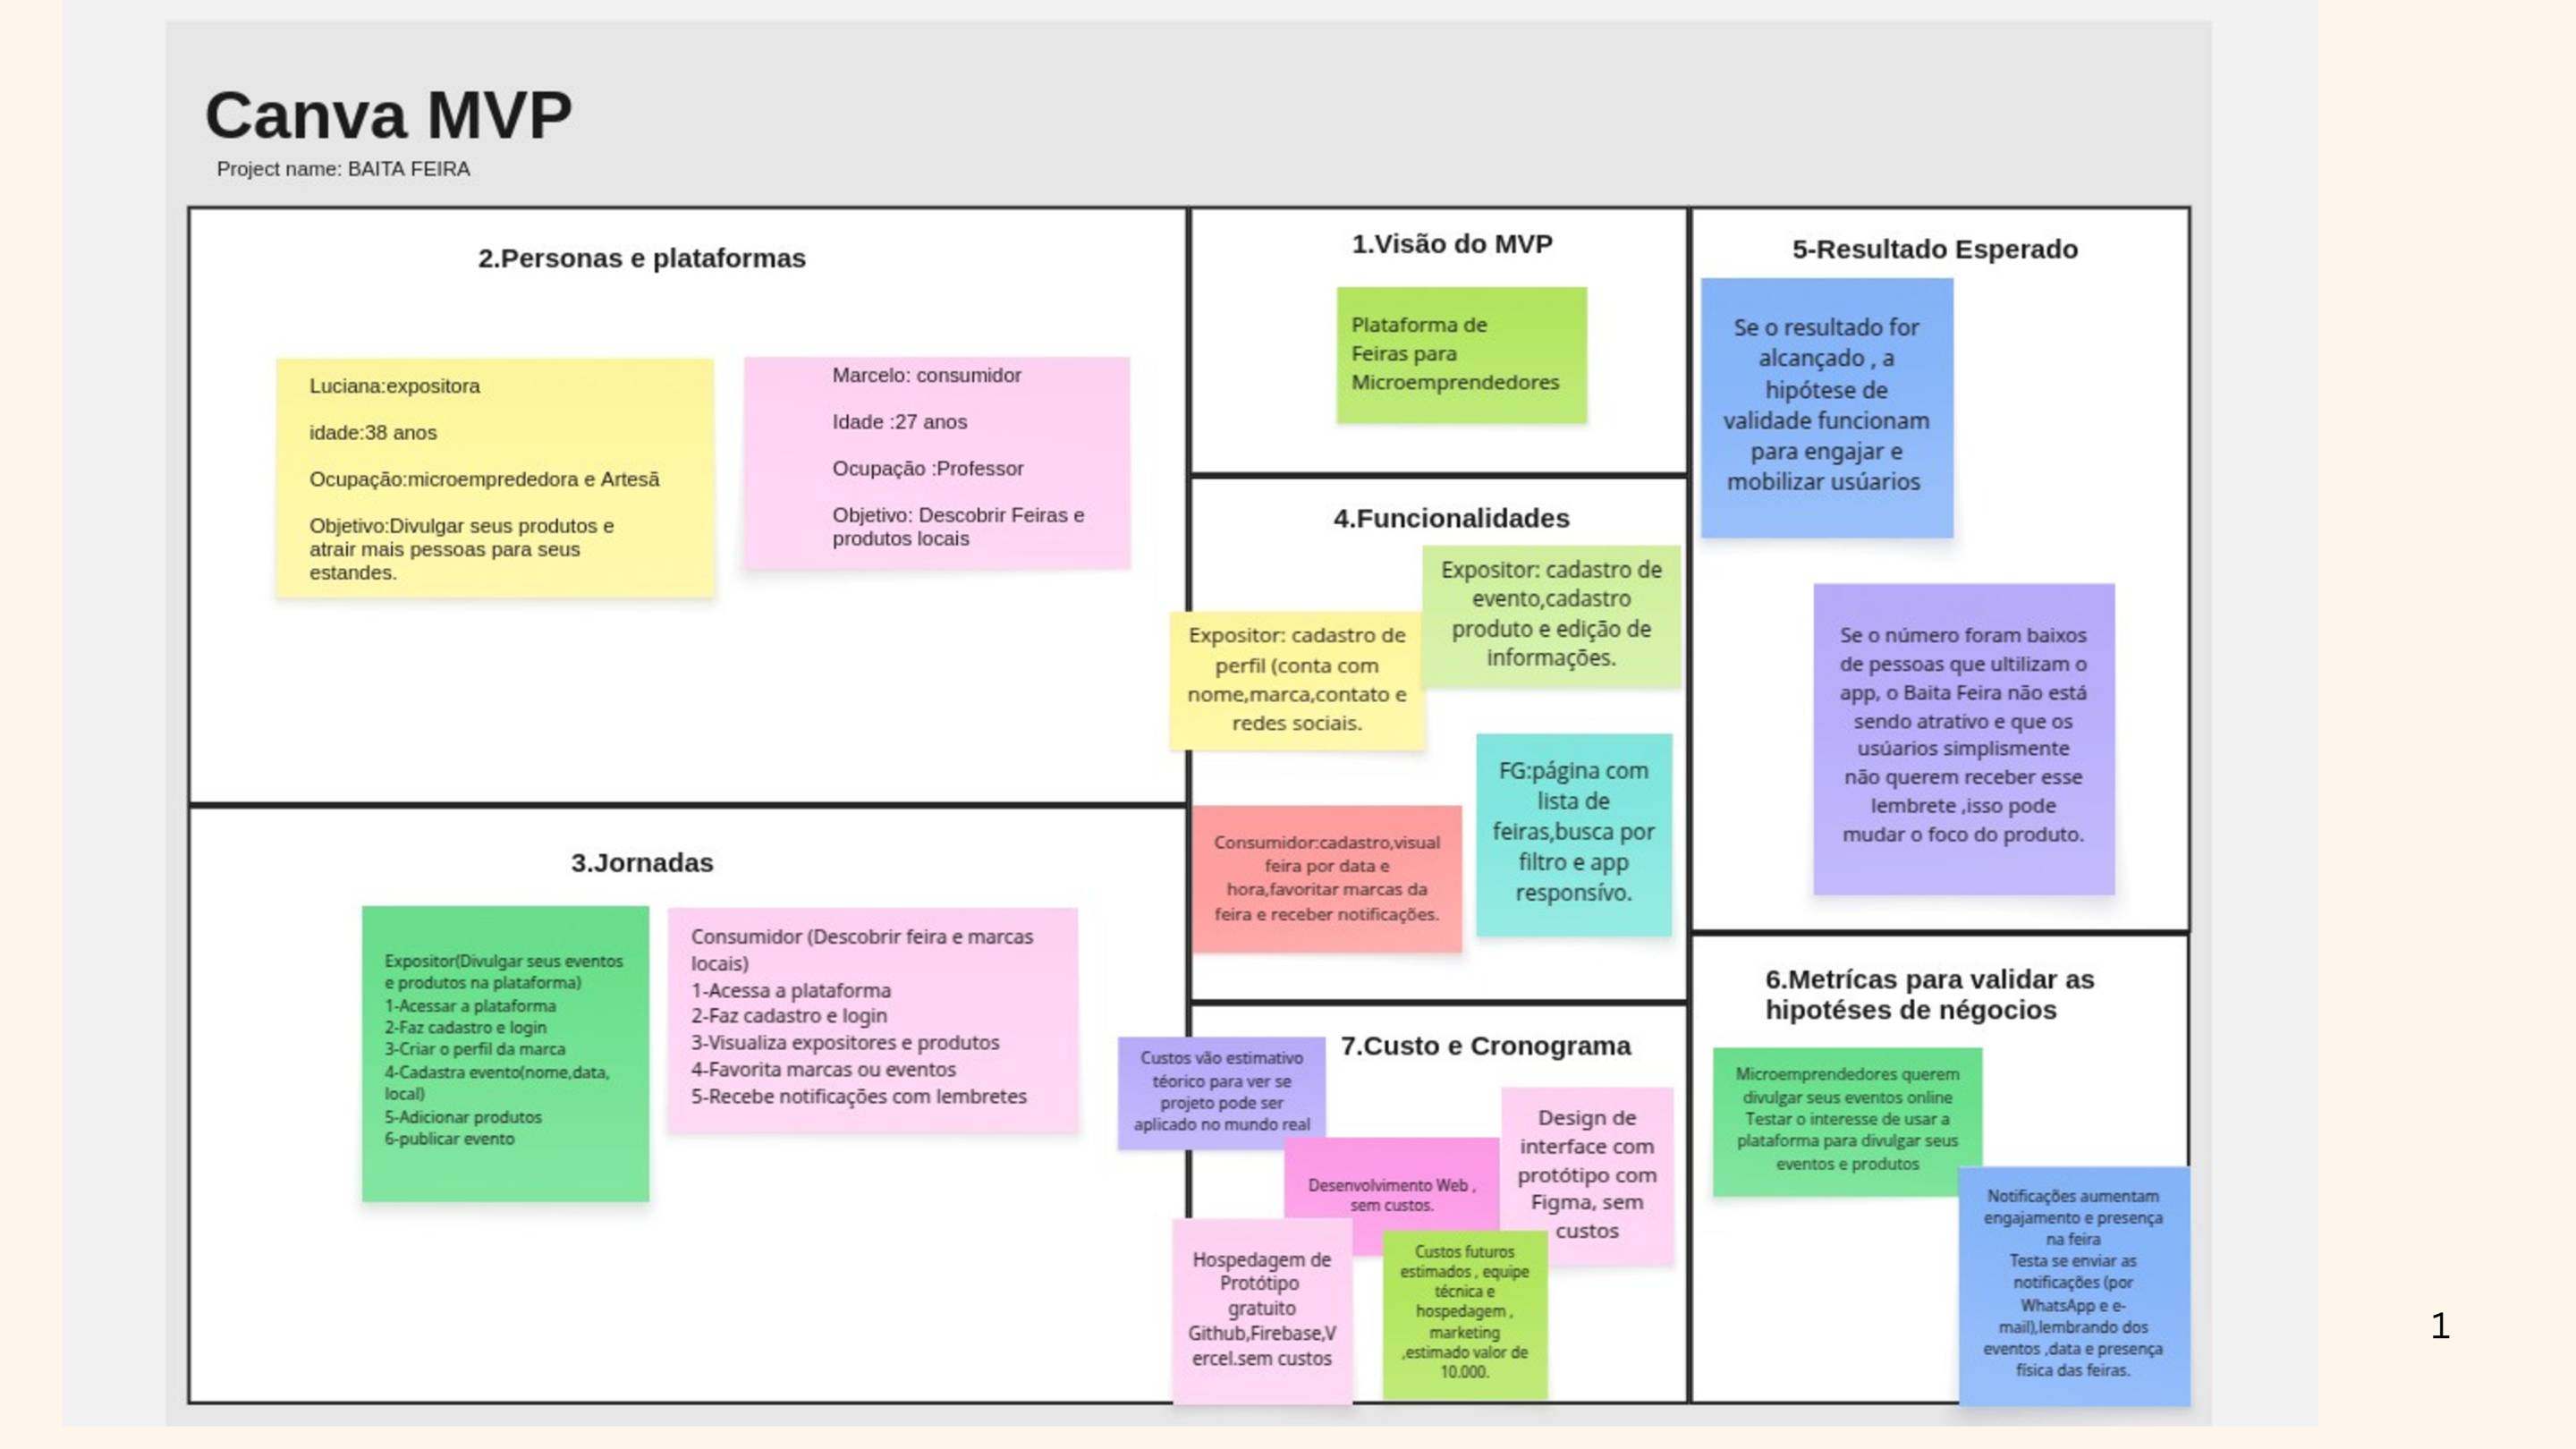 Canva MVP
Project name: BAITA FEIRA
2.Personas e plataformas
Luciana:expositora
idade:38 anos
Ocupação:microemprededora e Artesã
Objetivo:Divulgar seus produtos e
atrair mais pessoas para seus
estandes.
Marcelo: consumidor
Idade :27 anos
Ocupação :Professor
Objetivo: Descobrir Feiras e
produtos locais
1.Visão do MVP
Plataforma de
Feiras para
Microemprendedores
5-Resultado Esperado
Se o resultado for
alcançado , a
hipótese de
validade funcionam
para engajar e
mobilizar usúarios
Se o número foram baixos
de pessoas que ultilizam o
app, o Baita Feira não está
sendo atrativo e que os
usúarios simplismente
não querem receber esse
lembrete ,isso pode
mudar o foco do produto.
4.Funcionalidades
Expositor: cadastro de
evento,cadastro
produto e edição de
informações.
Expositor: cadastro de
perfil (conta com
nome,marca,contato e
redes sociais.
FG:página com
lista de
feiras,busca por
filtro e app
responsívo.
Consumidor:cadastro,visual
feira por data e
hora,favoritar marcas da
feira e receber notificações.
3.Jornadas
Expositor(Divulgar seus eventos
e produtos na plataforma)
1-Acessar a plataforma
2-Faz cadastro e login
3-Criar o perfil da marca
4-Cadastra evento(nome,data,
local)
5-Adicionar produtos
6-publicar evento
Consumidor (Descobrir feira e marcas
locais)
1-Acessa a plataforma
2-Faz cadastro e login
3-Visualiza expositores e produtos
4-Favorita marcas ou eventos
5-Recebe notificações com lembretes
7.Custo e Cronograma
Custos vão estimativo
téorico para ver se
projeto pode ser
aplicado no mundo real
Desenvolvimento Web ,
sem custos.
Design de
interface com
protótipo com
Figma, sem
custos
Hospedagem de
Protótipo
gratuito
Github,Firebase,V
ercel.sem custos
Custos futuros
estimados , equipe
técnica e
hospedagem ,
marketing
,estimado valor de
10.000.
6.Metrícas para validar as
hipotéses de négocios
Microemprendedores querem
divulgar seus eventos online
Testar o interesse de usar a
plataforma para divulgar seus
eventos e produtos
Notificações aumentam
engajamento e presença
na feira
Testa se enviar as
notificações (por
WhatsApp e e-
mail),lembrando dos
eventos ,data e presença
física das feiras.
1